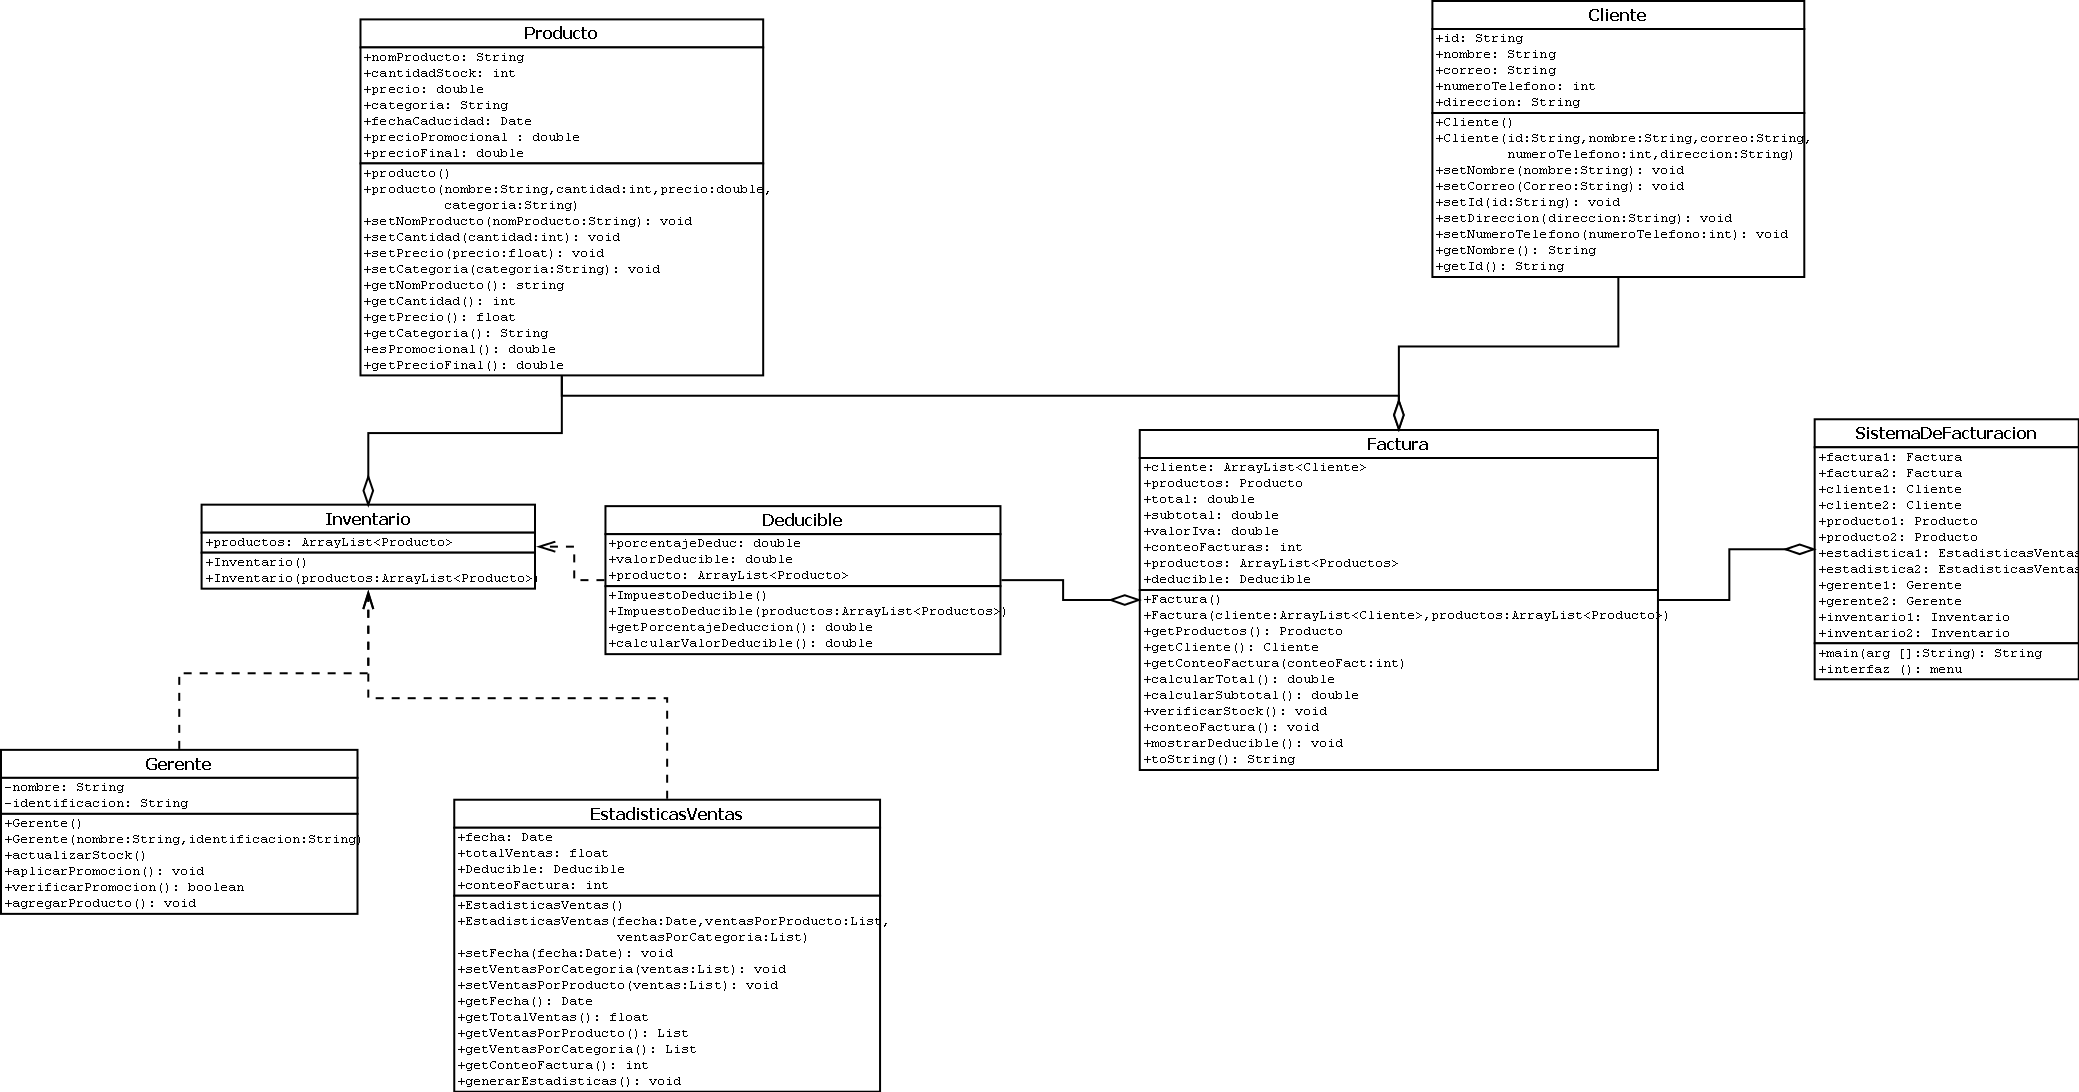 Producto
+nomProducto: String
+cantidadStock: int
+precio: double
+categoria: String
+fechaCaducidad: Date
+precioPromocional : double
+precioFinal: double
+producto()
+producto(nombre:String,cantidad:int,precio:double,
categoria:String)
+setNomProducto(nomProducto:String): void
+setCantidad(cantidad:int): void
+setPrecio(precio:float): void
+setCategoria(categoria:String): void
+getNomProducto(): string
+getCantidad(): int
+getPrecio(): float
+getCategoria(): String
+esPromocional(): double
+getPrecioFinal(): double
Cliente
+id: String
+nombre: String
+correo: String
+numeroTelefono: int
+direccion: String
+Cliente()
+Cliente(id:String,nombre:String,correo:String,
numeroTelefono:int,direccion:String)
+setNombre(nombre:String): void
+setCorreo(Correo:String): void
+setId(id:String): void
+setDireccion(direccion:String): void
+setNumeroTelefono(numeroTelefono:int): void
+getNombre(): String
+getId(): String
Inventario
+productos: ArrayList<Producto>
+Inventario()
+Inventario(productos:ArrayList<Producto>)
Deducible
+porcentajeDeduc: double
+valorDeducible: double
+producto: ArrayList<Producto>
+ImpuestoDeducible()
+ImpuestoDeducible(productos:ArrayList<Productos>)
+getPorcentajeDeduccion(): double
+calcularValorDeducible(): double
Factura
+cliente: ArrayList<Cliente>
+productos: Producto
+total: double
+subtotal: double
+valorIva: double
+conteoFacturas: int
+productos: ArrayList<Productos>
+deducible: Deducible
+Factura()
+Factura(cliente:ArrayList<Cliente>,productos:ArrayList<Producto>)
+getProductos(): Producto
+getCliente(): Cliente
+getConteoFactura(conteoFact:int)
+calcularTotal(): double
+calcularSubtotal(): double
+verificarStock(): void
+conteoFactura(): void
+mostrarDeducible(): void
+toString(): String
SistemaDeFacturacion
+factura1: Factura
+factura2: Factura
+cliente1: Cliente
+cliente2: Cliente
+producto1: Producto
+producto2: Producto
+estadistica1: EstadisticasVentas
+estadistica2: EstadisticasVentas
+gerente1: Gerente
+gerente2: Gerente
+inventario1: Inventario
+inventario2: Inventario
+main(arg []:String): String
+interfaz (): menu
Gerente
-nombre: String
-identificacion: String
+Gerente()
+Gerente(nombre:String,identificacion:String)
+actualizarStock()
+aplicarPromocion(): void
+verificarPromocion(): boolean
+agregarProducto(): void
EstadisticasVentas
+fecha: Date
+totalVentas: float
+Deducible: Deducible
+conteoFactura: int
+EstadisticasVentas()
+EstadisticasVentas(fecha:Date,ventasPorProducto:List,
ventasPorCategoria:List)
+setFecha(fecha:Date): void
+setVentasPorCategoria(ventas:List): void
+setVentasPorProducto(ventas:List): void
+getFecha(): Date
+getTotalVentas(): float
+getVentasPorProducto(): List
+getVentasPorCategoria(): List
+getConteoFactura(): int
+generarEstadisticas(): void